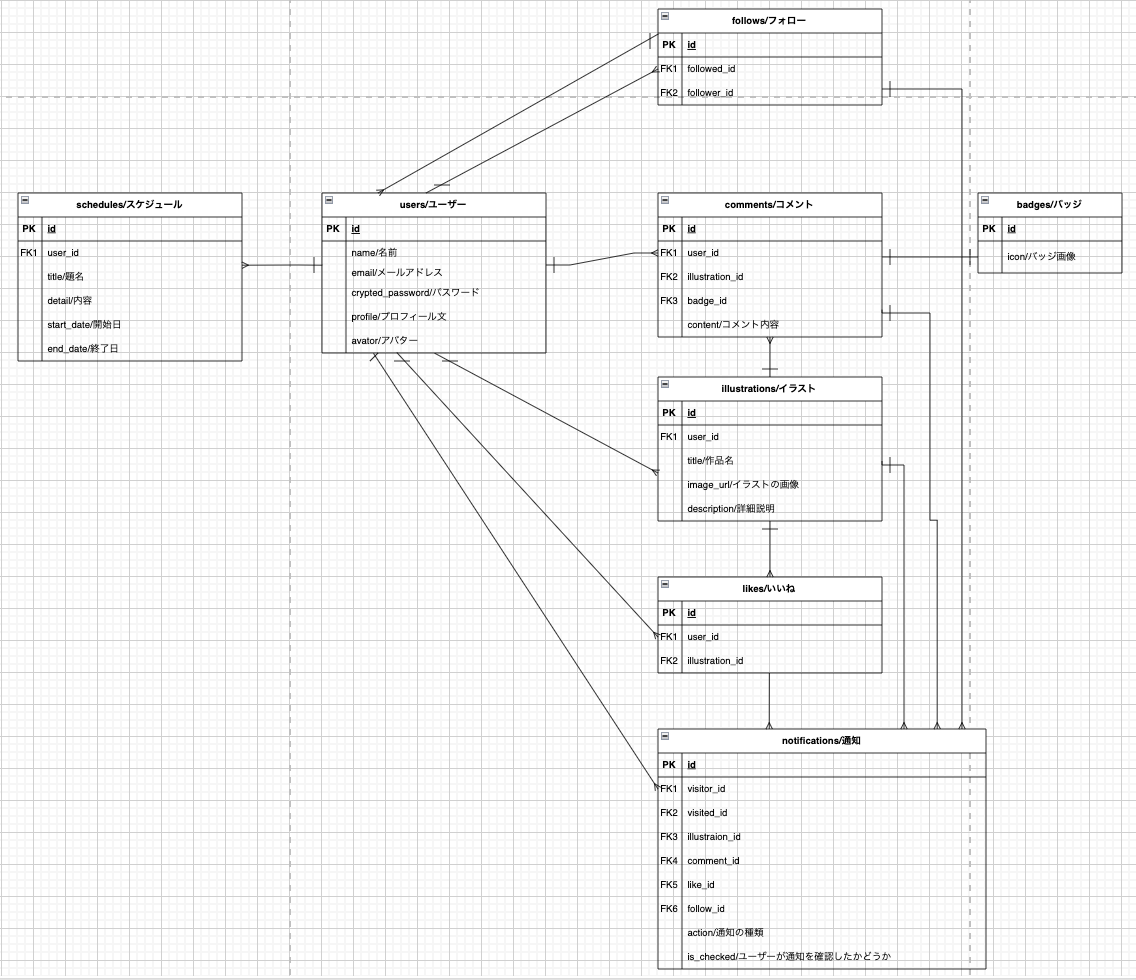 follows/フォロー
PK id
FK1 followed_id
FK2 follower_id
schedules/スケジュール
PK id
FK1 user_id
title/題名
detail/内容
start_date/開始日
end_date/終了日
users/ユーザー
PK id
name/名前
email/メールアドレス
crypted_password/パスワード
profile/プロフィール文
avator/アバター
comments/コメント
PK id
FK1 user_id
FK2 illustration_id
FK3 badge_id
content/コメント内容
badges/バッジ
PK id
icon/バッジ画像
illustrations/イラスト
PK id
FK1 user_id
title/作品名
image_url/イラストの画像
description/詳細説明
likes/いいね
PK id
FK1 user_id
FK2 illustration_id
notifications/通知
PK id
FK1 visitor_id
FK2 visited_id
FK3 illustraion_id
FK4 comment_id
FK5 like_id
FK6 follow_id
action/通知の種類
is_checked/ユーザーが通知を確認したかどうか